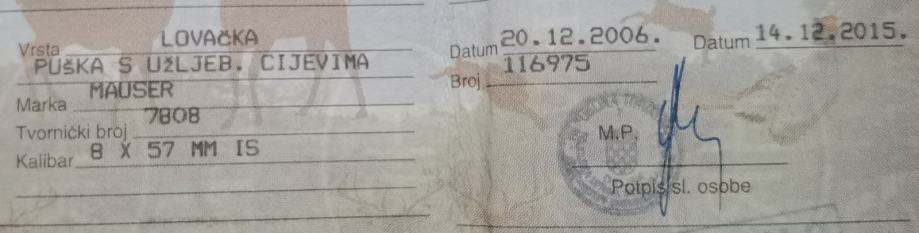 Vrsta LOVAČKA
PUŠKA S UŽLJEB. CIJEVIMA
Marka MAUSER
Tvornički broj 7808
Kalibar 8 X 57 MM IS
Datum 20.12.2006. Datum 14.12.2015.
Broj 116975
M.P.
Potpis sl. osobe